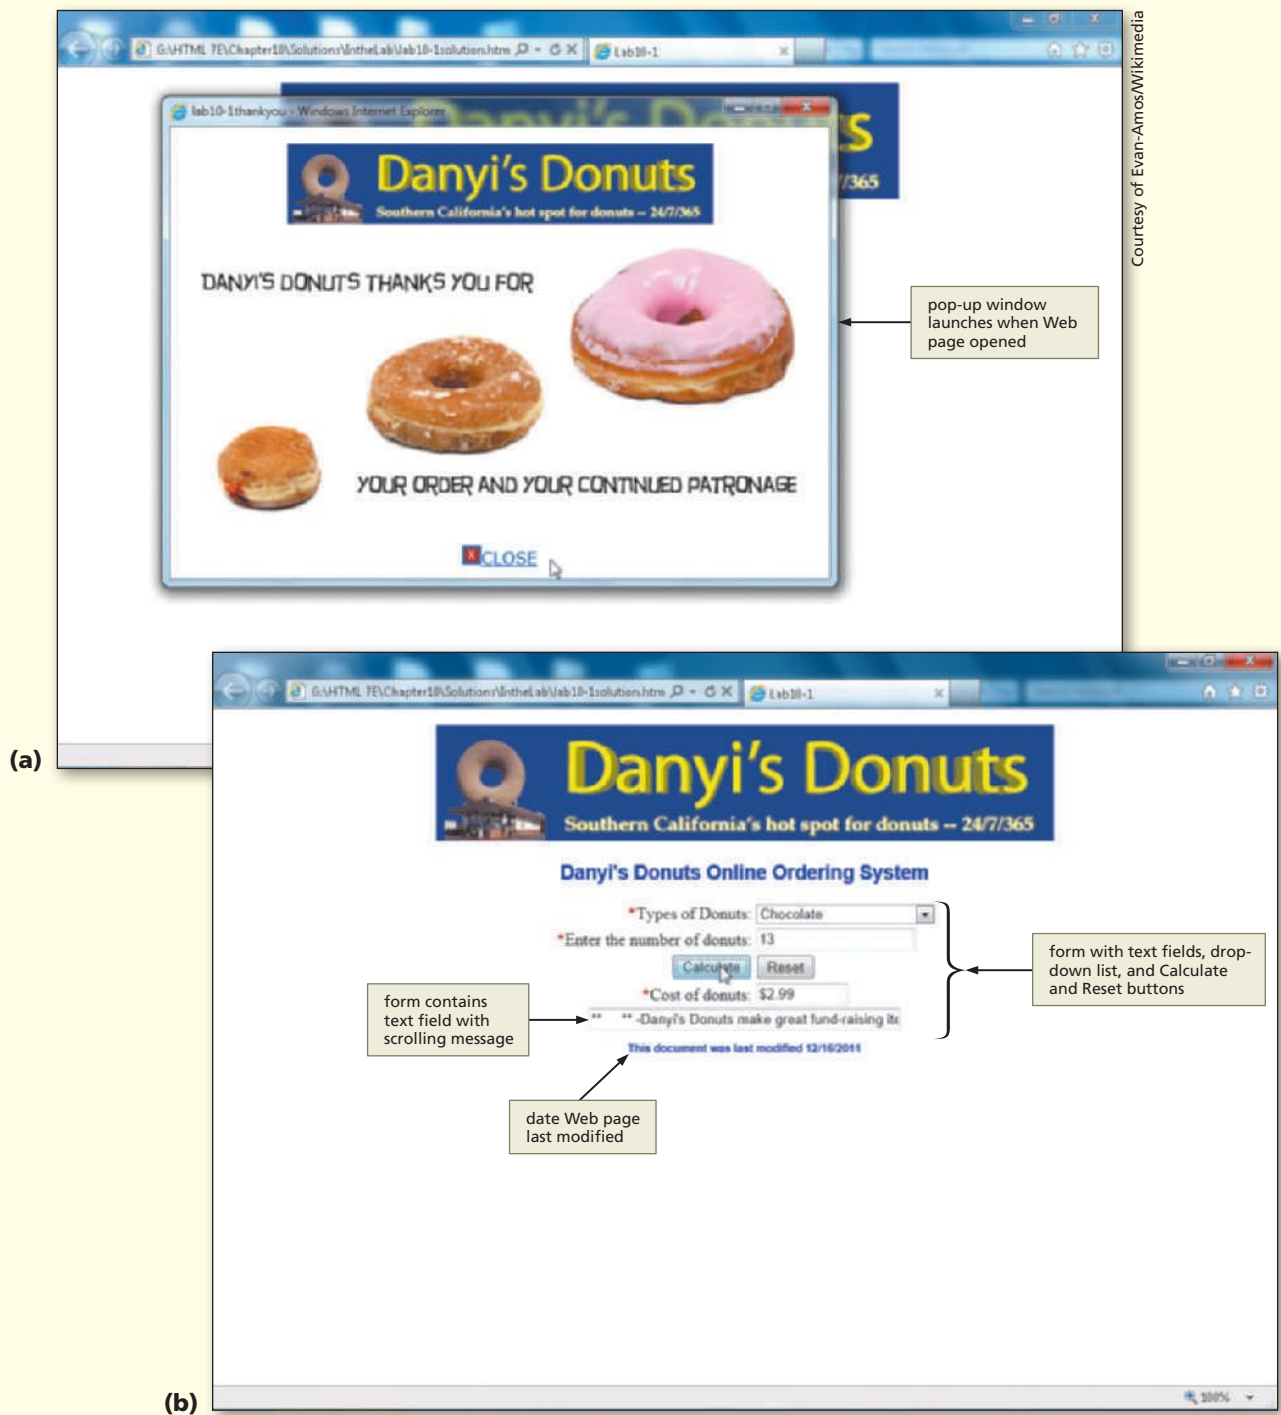 G:\HTML 7E\Chapter10\Solutions\IntheLab\lab10-1solution.htm
Lab10-1
Courtesy of Evan-Amos/Wikimedia
lab10-1thankyou - Windows Internet Explorer
Danyi's Donuts
/7/365
Danyi's Donuts
Southern California's hot spot for donuts -- 24/7/365
DANYI'S DONUTS THANKS YOU FOR
YOUR ORDER AND YOUR CONTINUED PATRONAGE
X CLOSE
pop-up window
launches when Web
page opened
(a)
G:\HTML 7E\Chapter10\Solutions\IntheLab\lab10-1solution.htm
Lab10-1
Danyi's Donuts
Southern California's hot spot for donuts -- 24/7/365
Danyi's Donuts Online Ordering System
*Types of Donuts: Chocolate
*Enter the number of donuts: 13
Calculate Reset
*Cost of donuts: $2.99
** ** -Danyi's Donuts make great fund-raising ite
This document was last modified 12/16/2011
form with text fields, drop-
down list, and Calculate
and Reset buttons
form contains
text field with
scrolling message
date Web page
last modified
100%
(b)